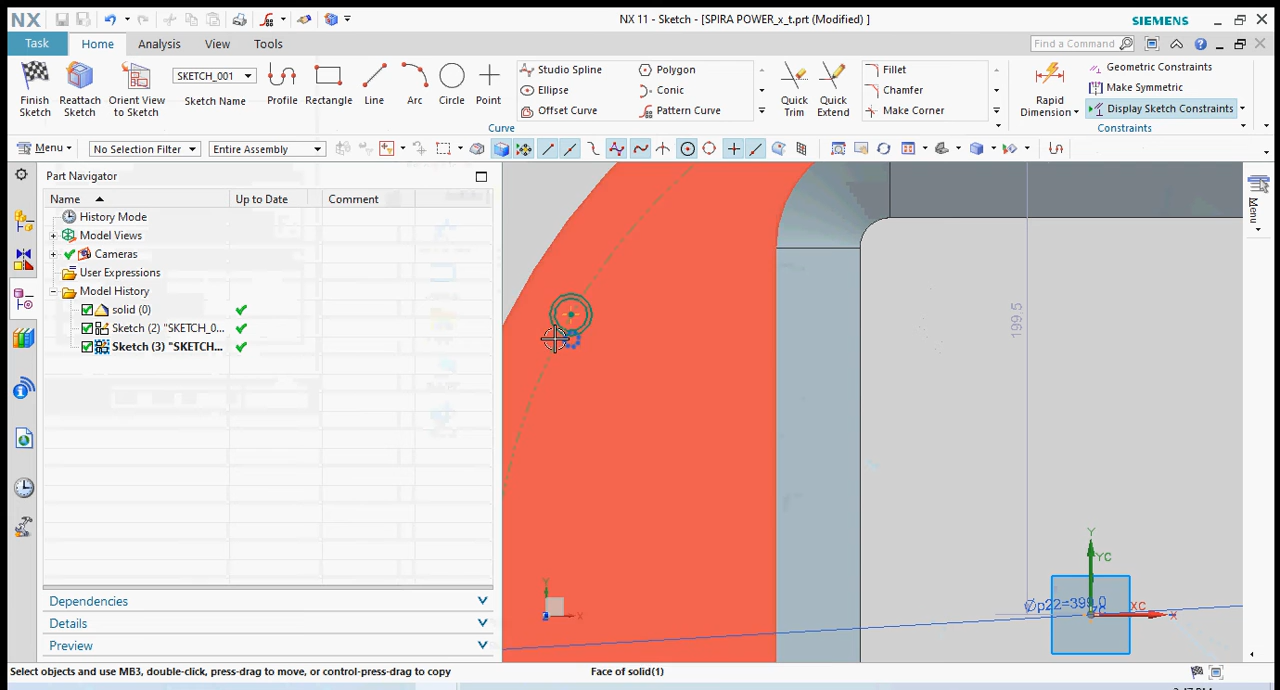 NX
NX 11 - Sketch - [SPIRA POWER_x_t.prt (Modified) ]
SIEMENS
Task
Home
Analysis
View
Tools
Find a Command
Finish
Sketch
Reattach
Sketch
Orient View
to Sketch
SKETCH_001
Sketch Name
Profile
Rectangle
Line
Arc
Circle
Point
Studio Spline
Ellipse
Offset Curve
Polygon
Conic
Pattern Curve
Curve
Quick
Trim
Quick
Extend
Fillet
Chamfer
Make Corner
Rapid
Dimension
Geometric Constraints
Make Symmetric
Display Sketch Constraints
Constraints
Menu
No Selection Filter
Entire Assembly
Part Navigator
Name
Up to Date
Comment
History Mode
Model Views
Cameras
User Expressions
Model History
solid (0)
Sketch (2) "SKETCH_0...
Sketch (3) "SKETCH...
Dependencies
Details
Preview
Menu
199.5
Y
YC
Øp22=399.0
XC
X
Y
X
Select objects and use MB3, double-click, press-drag to move, or control-press-drag to copy
Face of solid(1)